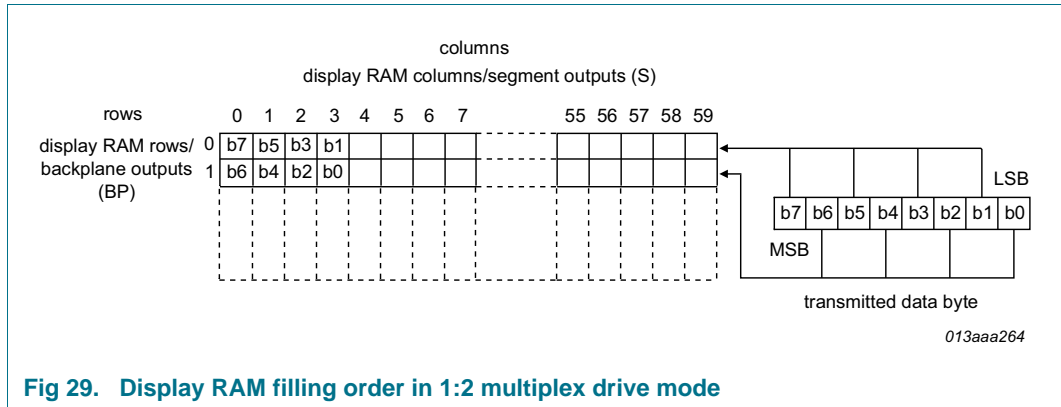 columns
display RAM columns/segment outputs (S)
rows 0 1 2 3 4 5 6 7 55 56 57 58 59
display RAM rows/ 0 b7 b5 b3 b1
backplane outputs 1 b6 b4 b2 b0
(BP)
LSB
b7 b6 b5 b4 b3 b2 b1 b0
MSB
transmitted data byte
013aaa264
Fig 29. Display RAM filling order in 1:2 multiplex drive mode